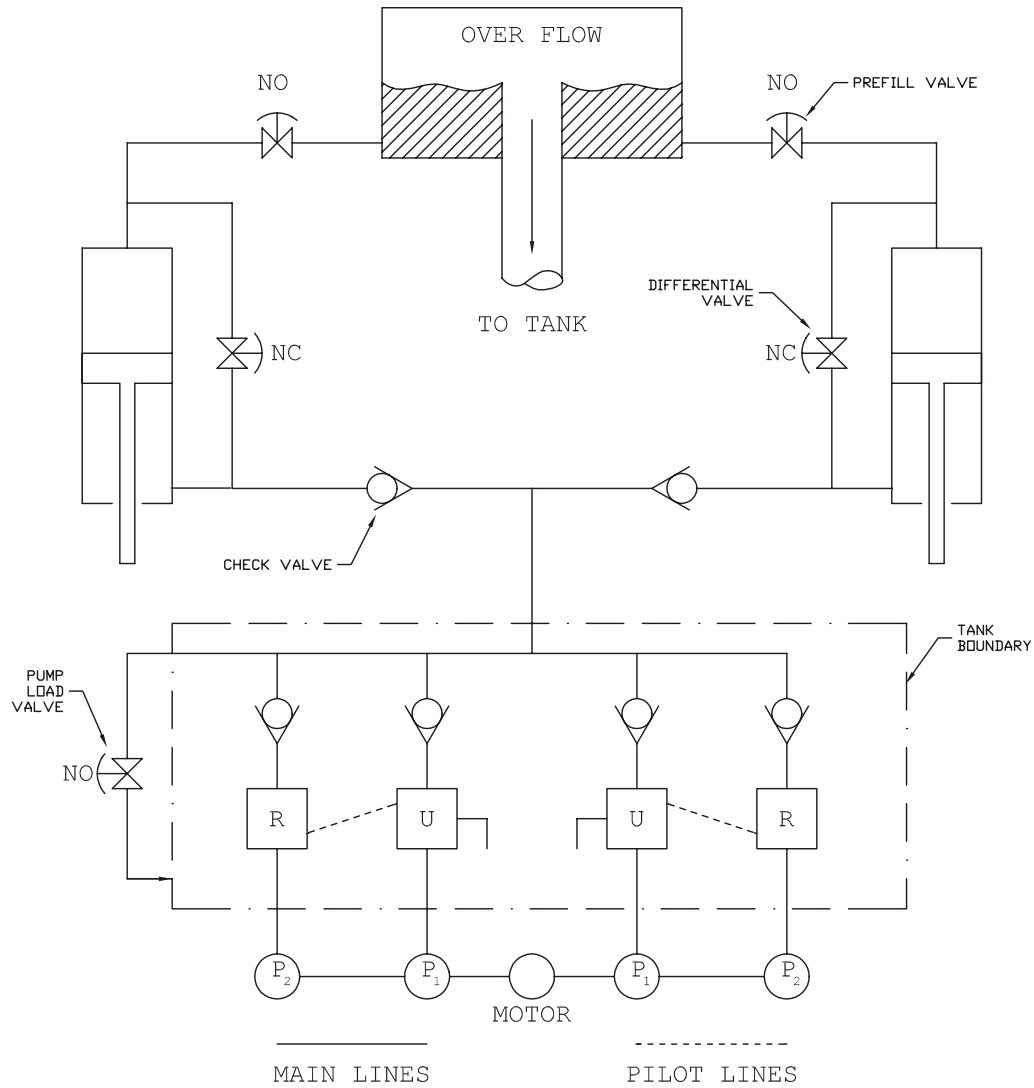 OVER FLOW
NO
NO
PREFILL VALVE
DIFFERENTIAL
VALVE
TO TANK
NC
NC
CHECK VALVE
TANK
BOUNDARY
PUMP
LOAD
VALVE
NO
R
U
U
R
P2
P1
P1
P2
MOTOR
MAIN LINES
PILOT LINES